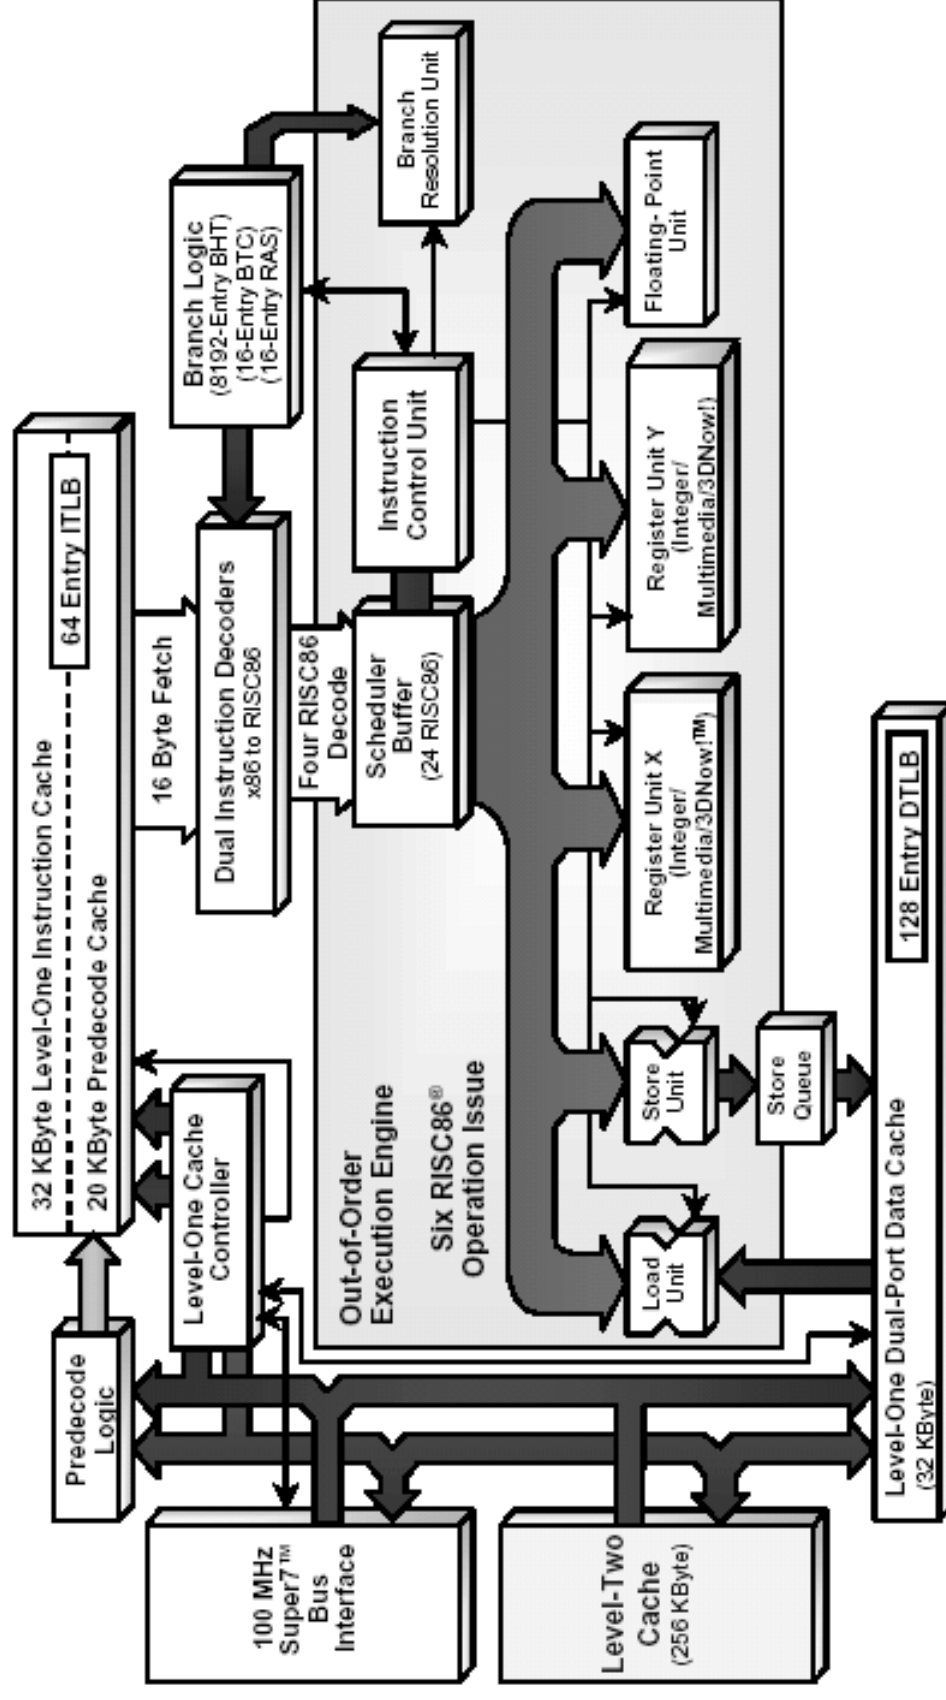 32 KByte Level-One Instruction Cache
20 KByte Predecode Cache
64 Entry ITLB
Predecode
Logic
Level-One Cache
Controller
16 Byte Fetch
Dual Instruction Decoders
x86 to RISC86
Branch Logic
(8192-Entry BHT)
(16-Entry BTC)
(16-Entry RAS)
100 MHz
Super7™
Bus
Interface
Out-of-Order
Execution Engine
Six RISC86®
Operation Issue
Four RISC86
Decode
Scheduler
Buffer
(24 RISC86)
Instruction
Control Unit
Branch
Resolution Unit
Level-Two
Cache
(256 KByte)
Load
Unit
Store
Unit
Register Unit X
(Integer/
Multimedia/3DNow!™)
Register Unit Y
(Integer/
Multimedia/3DNow!)
Floating- Point
Unit
Store
Queue
Level-One Dual-Port Data Cache
(32 KByte)
128 Entry DTLB